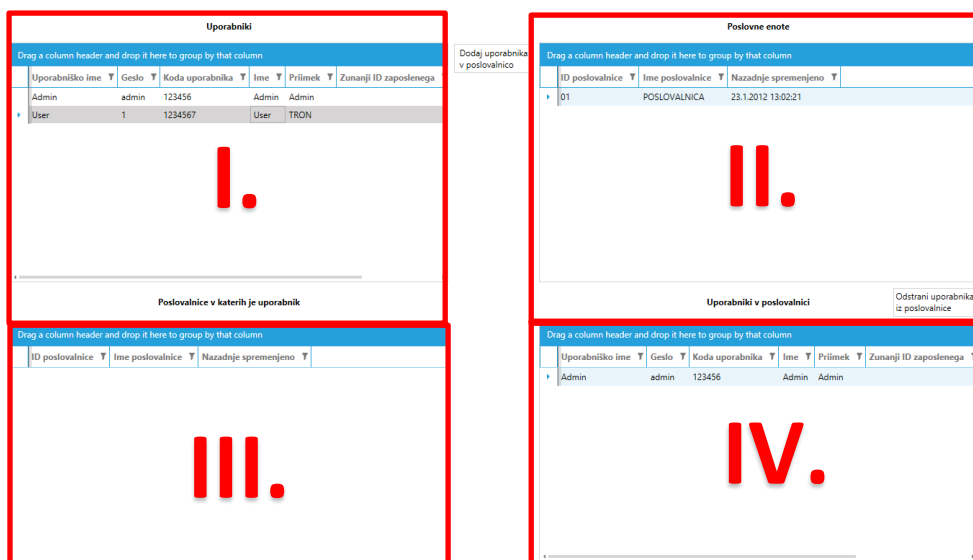 Uporabniki
Drag a column header and drop it here to group by that column
Uporabniško ime Geslo Koda uporabnika Ime Priimek Zunanji ID zaposlenega
Admin admin 123456 Admin Admin
User 1 1234567 User TRON
I.
Dodaj uporabnika
v poslovalnico
Poslovne enote
Drag a column header and drop it here to group by that column
ID poslovalnice Ime poslovalnice Nazadnje spremenjeno
01 POSLOVALNICA 23.1.2012 13:02:21
II.
Poslovalnice v katerih je uporabnik
Drag a column header and drop it here to group by that column
ID poslovalnice Ime poslovalnice Nazadnje spremenjeno
III.
Uporabniki v poslovalnici
Odstrani uporabnika
iz poslovalnice
Drag a column header and drop it here to group by that column
Uporabniško ime Geslo Koda uporabnika Ime Priimek Zunanji ID zaposlenega
Admin admin 123456 Admin Admin
IV.